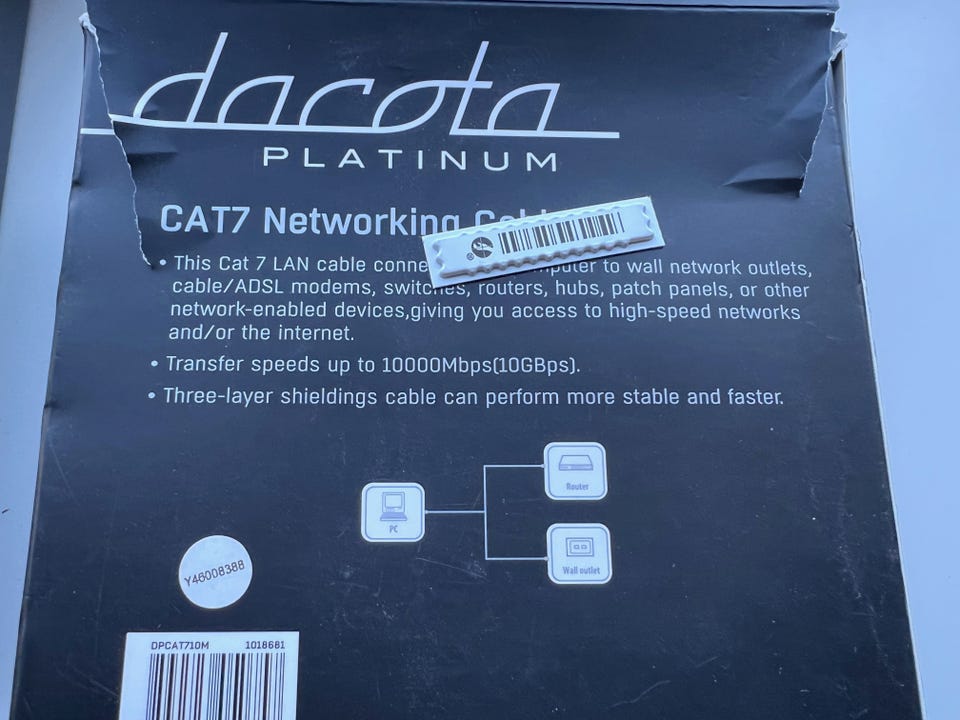 dacota
PLATINUM
CAT7 Networking
• This Cat 7 LAN cable to wall network outlets,
cable/ADSL modems, switches, routers, hubs, patch panels, or other
network-enabled devices,giving you access to high-speed networks
and/or the internet.
• Transfer speeds up to 10000Mbps(10GBps).
• Three-layer shieldings cable can perform more stable and faster.
Router
PC
Wall outlet
Y46008388
DPCAT710M 1018681